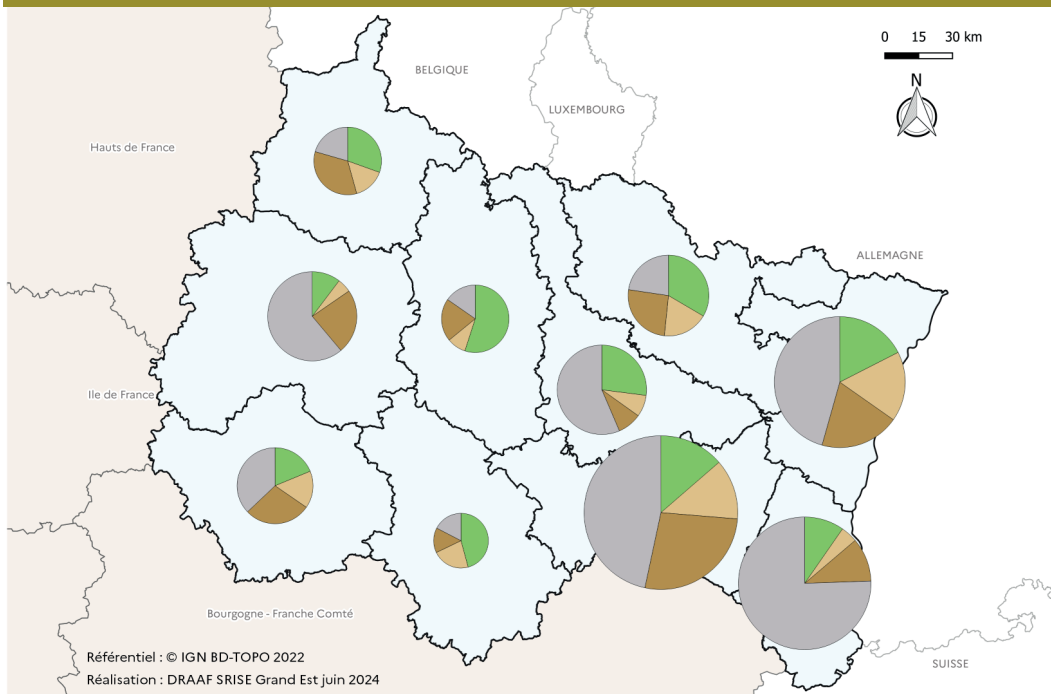 0 15 30 km
BELGIQUE
N
LUXEMBOURG
Hauts de France
ALLEMAGNE
Ile de France
Bourgogne - Franche Comté
Référentiel : © IGN BD-TOPO 2022
SUISSE
Réalisation : DRAAF SRISE Grand Est juin 2024